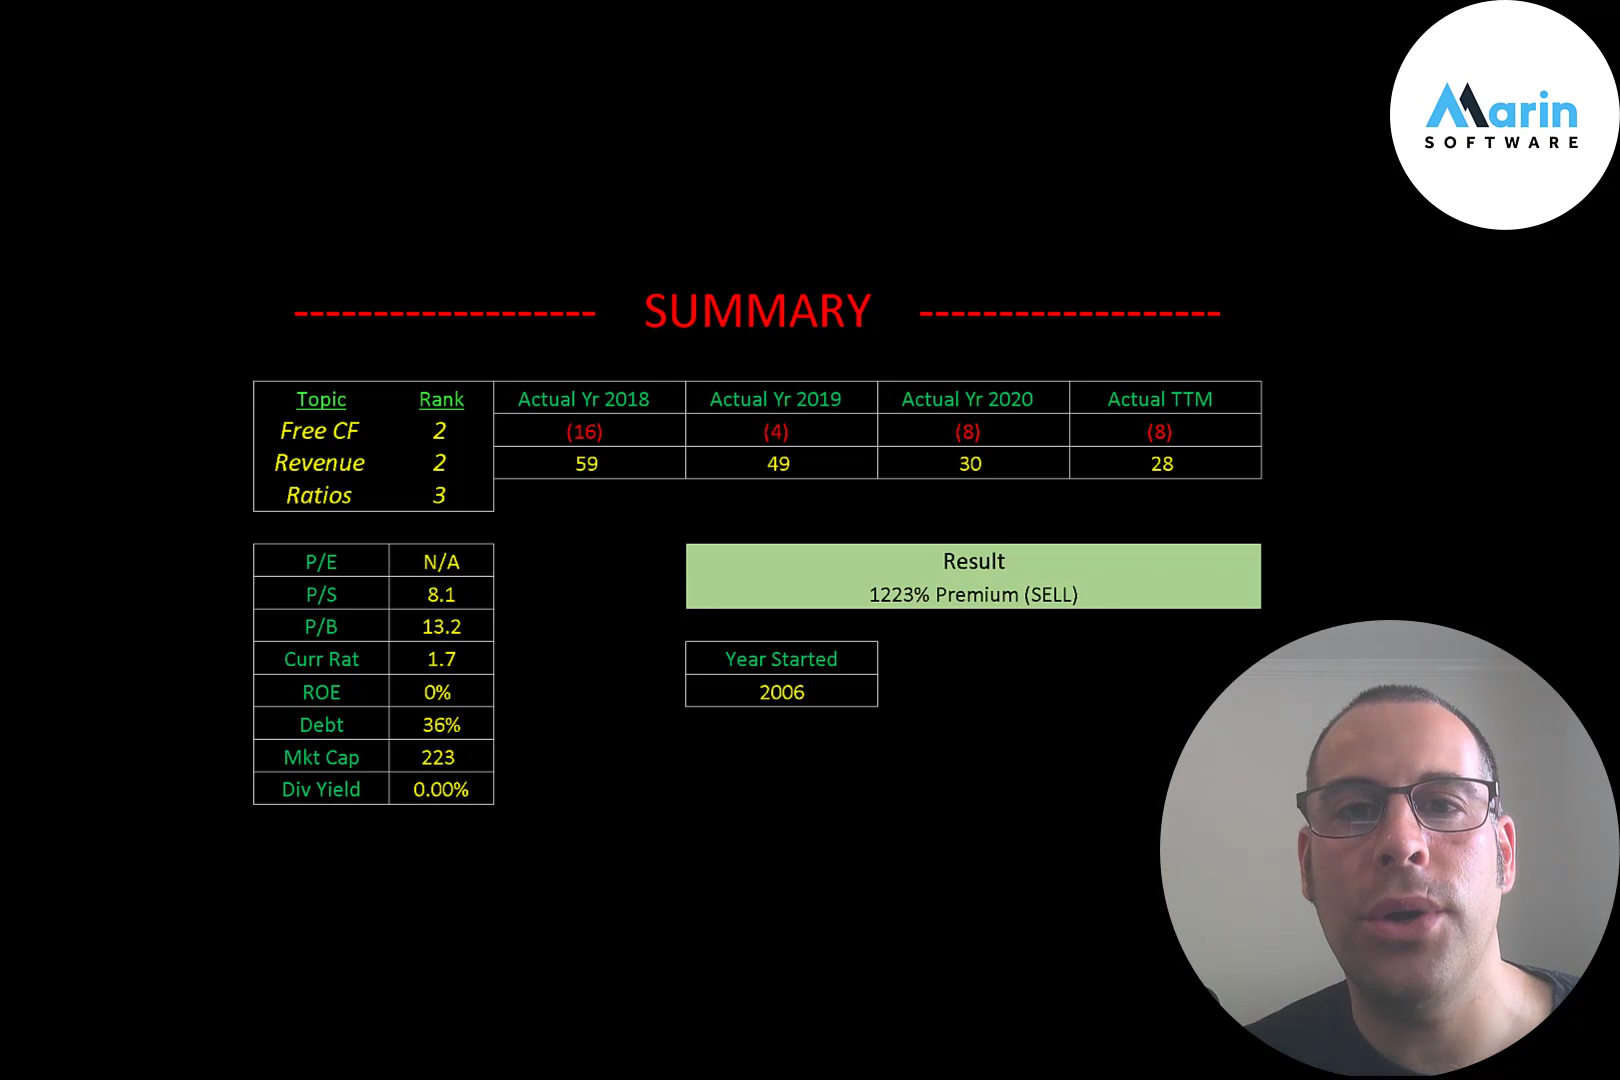 Marin
SOFTWARE
------------------- SUMMARY -------------------
Topic Rank Actual Yr 2018 Actual Yr 2019 Actual Yr 2020 Actual TTM
Free CF 2 (16) (4) (8) (8)
Revenue 2 59 49 30 28
Ratios 3
P/E N/A Result
P/S 8.1 1223% Premium (SELL)
P/B 13.2
Curr Rat 1.7 Year Started
ROE 0% 2006
Debt 36%
Mkt Cap 223
Div Yield 0.00%